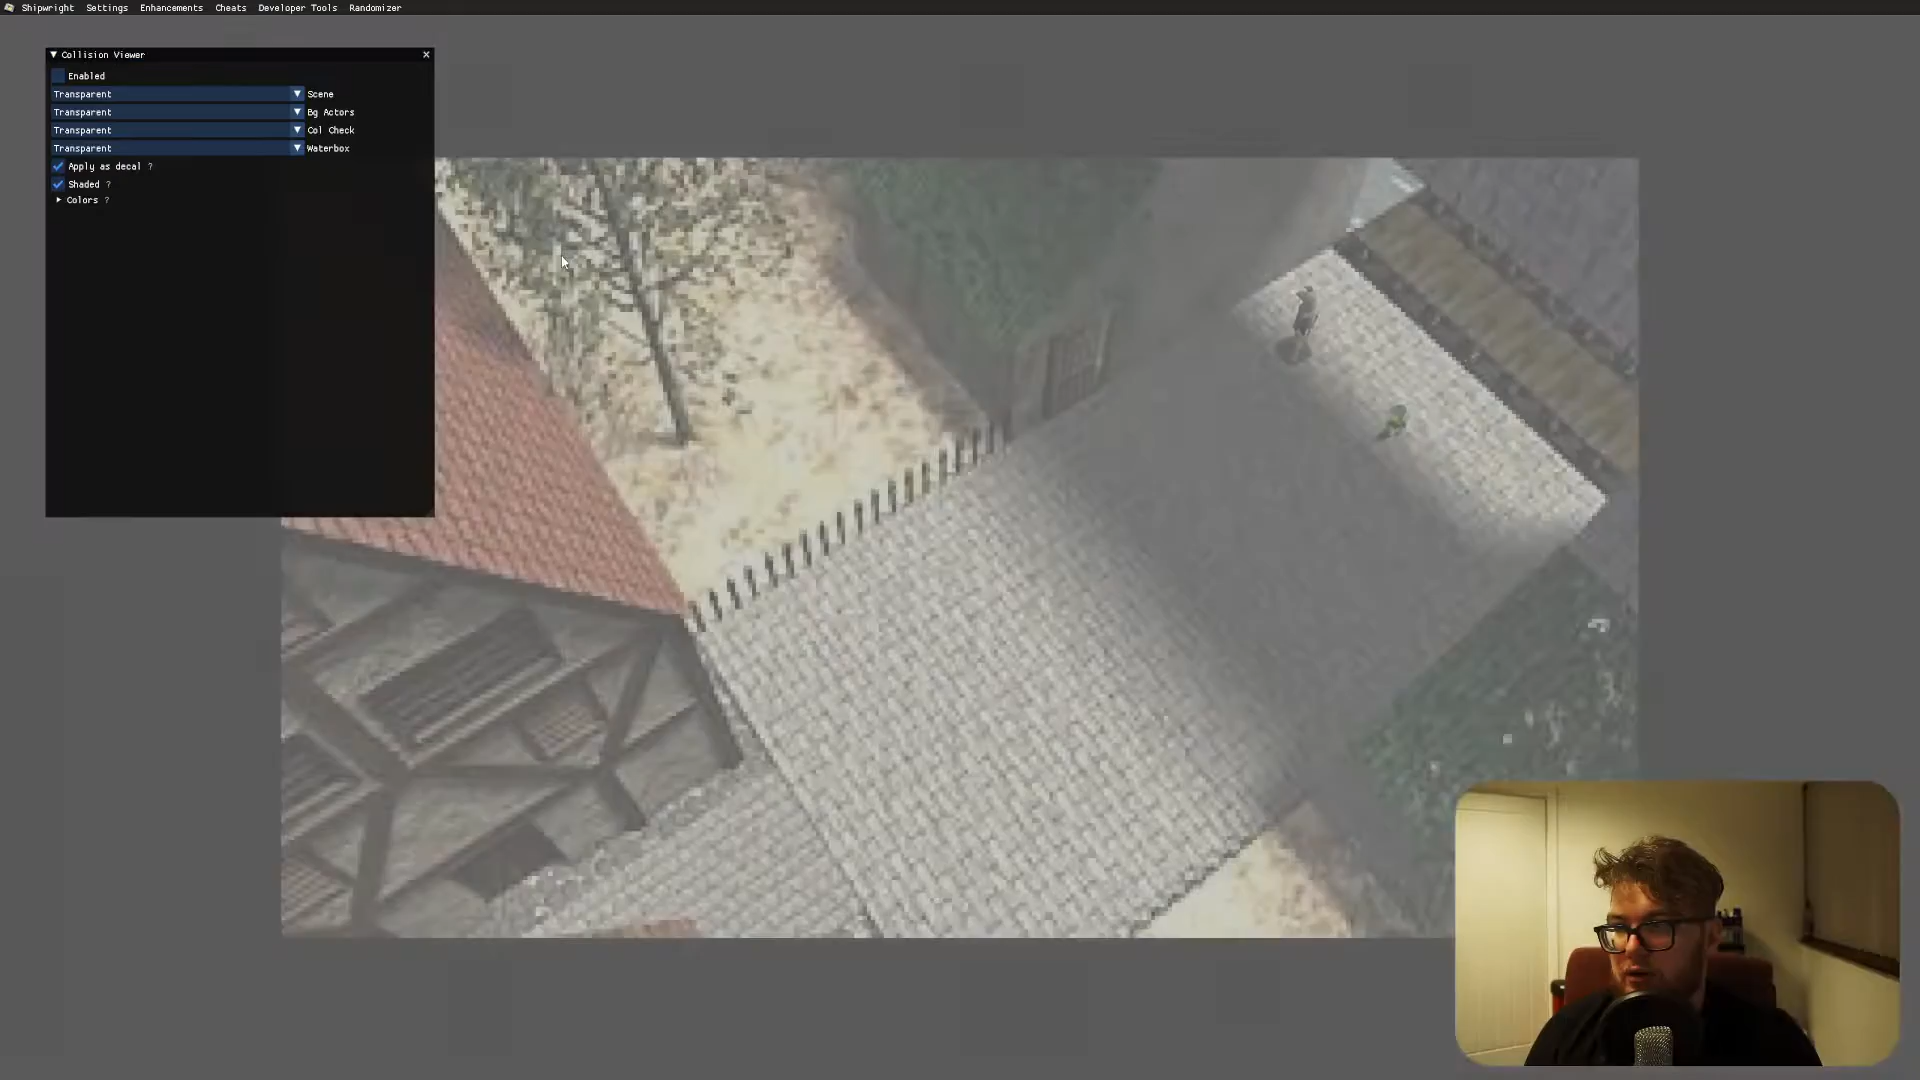 Shipwright Settings Enhancements Cheats Developer Tools Randomizer
Collision Viewer
Enabled
Transparent Scene
Transparent Bg Actors
Transparent Col Check
Transparent Waterbox
Apply as decal ?
Shaded ?
Colors ?